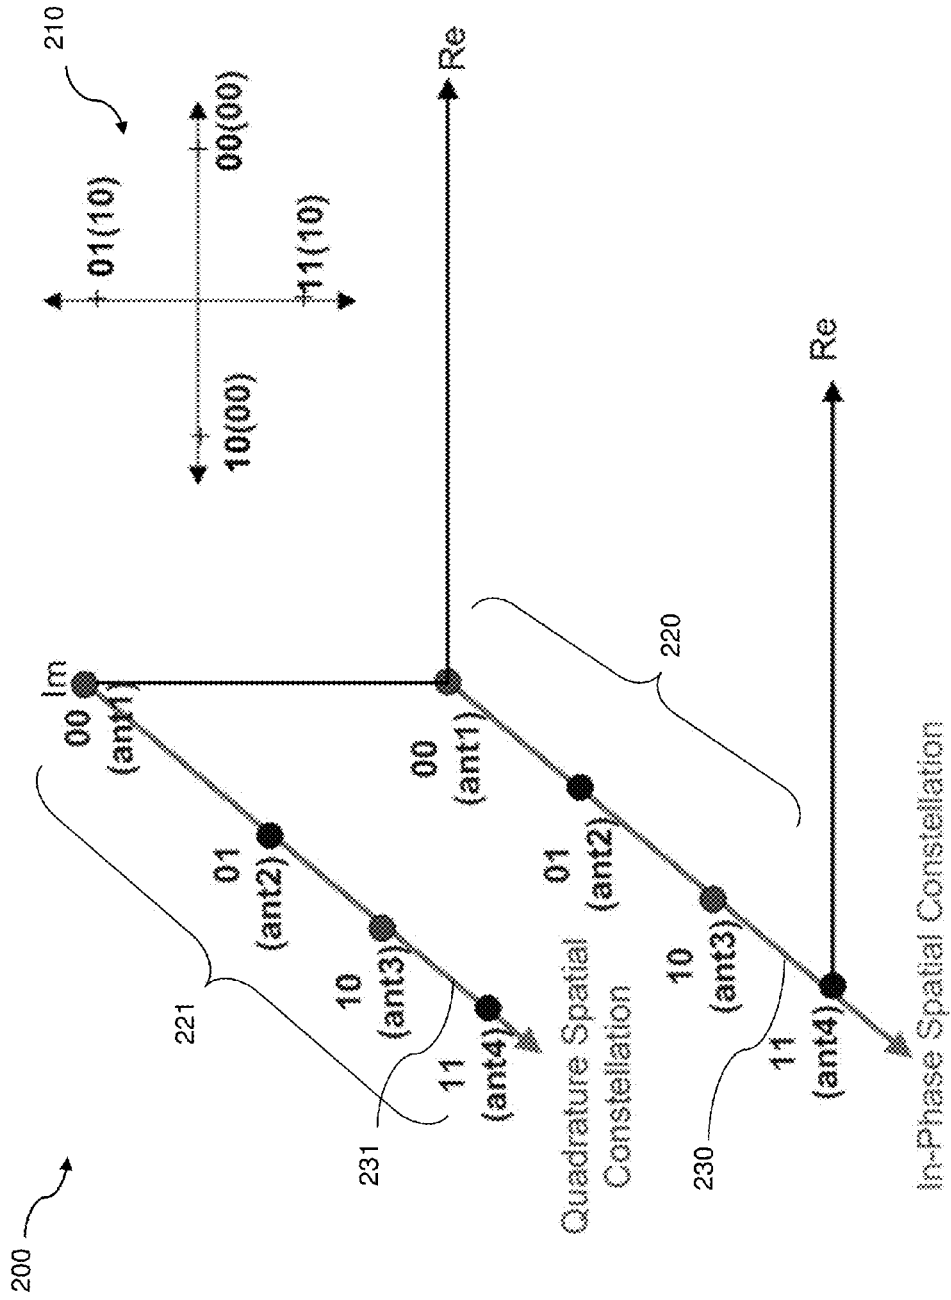 200
210
01(10)
10(00)
00(00)
11(10)
Im
00
(ant1)
01
(ant2)
10
(ant3)
11
(ant4)
221
231
Quadrature Spatial
Constellation
Re
00
(ant1)
01
(ant2)
10
(ant3)
11
(ant4)
220
230
Re
In-Phase Spatial Constellation